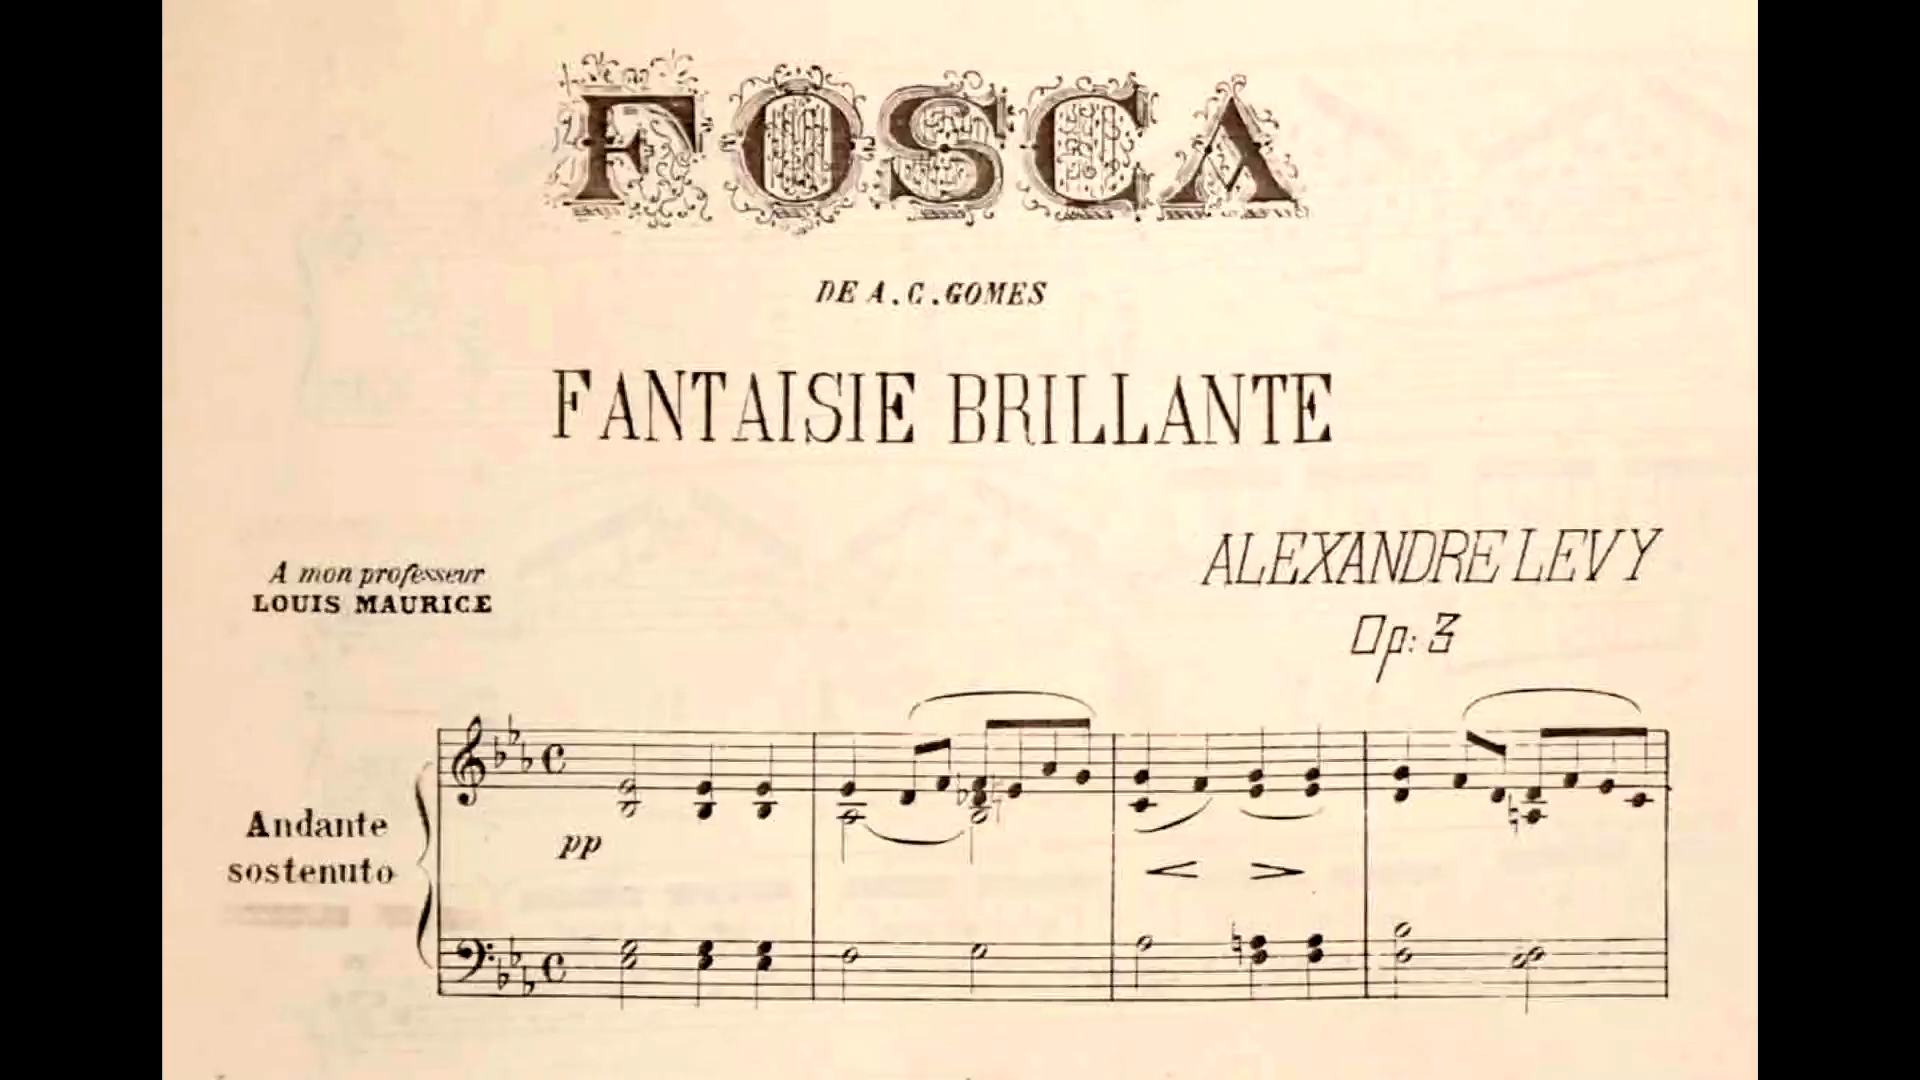 FOSCA
DE A. C. GOMES
FANTAISIE BRILLANTE
A mon professeur
LOUIS MAURICE
ALEXANDRE LEVY
Op: 3
Andante
sostenuto
pp